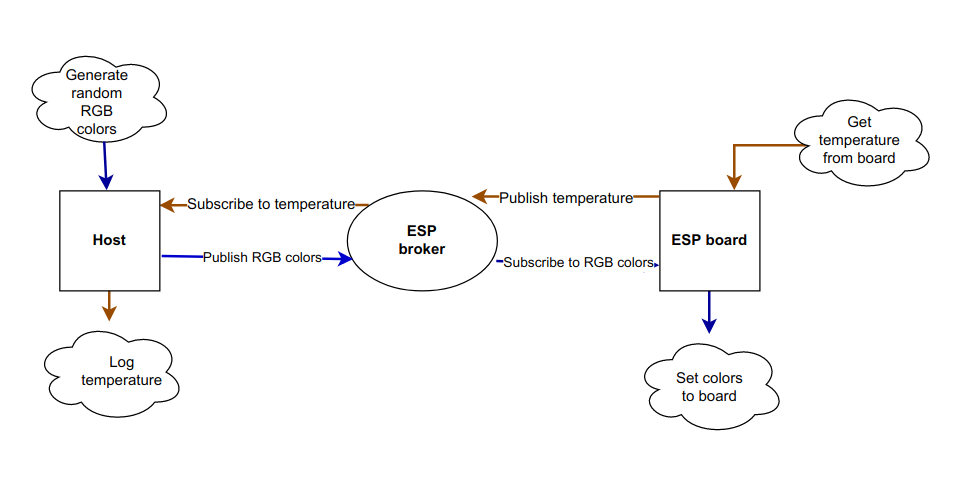 Generate
random
RGB
colors
Get
temperature
from board
Subscribe to temperature
Publish temperature
Host
ESP
broker
ESP board
Publish RGB colors
Subscribe to RGB colors
Log
temperature
Set colors
to board